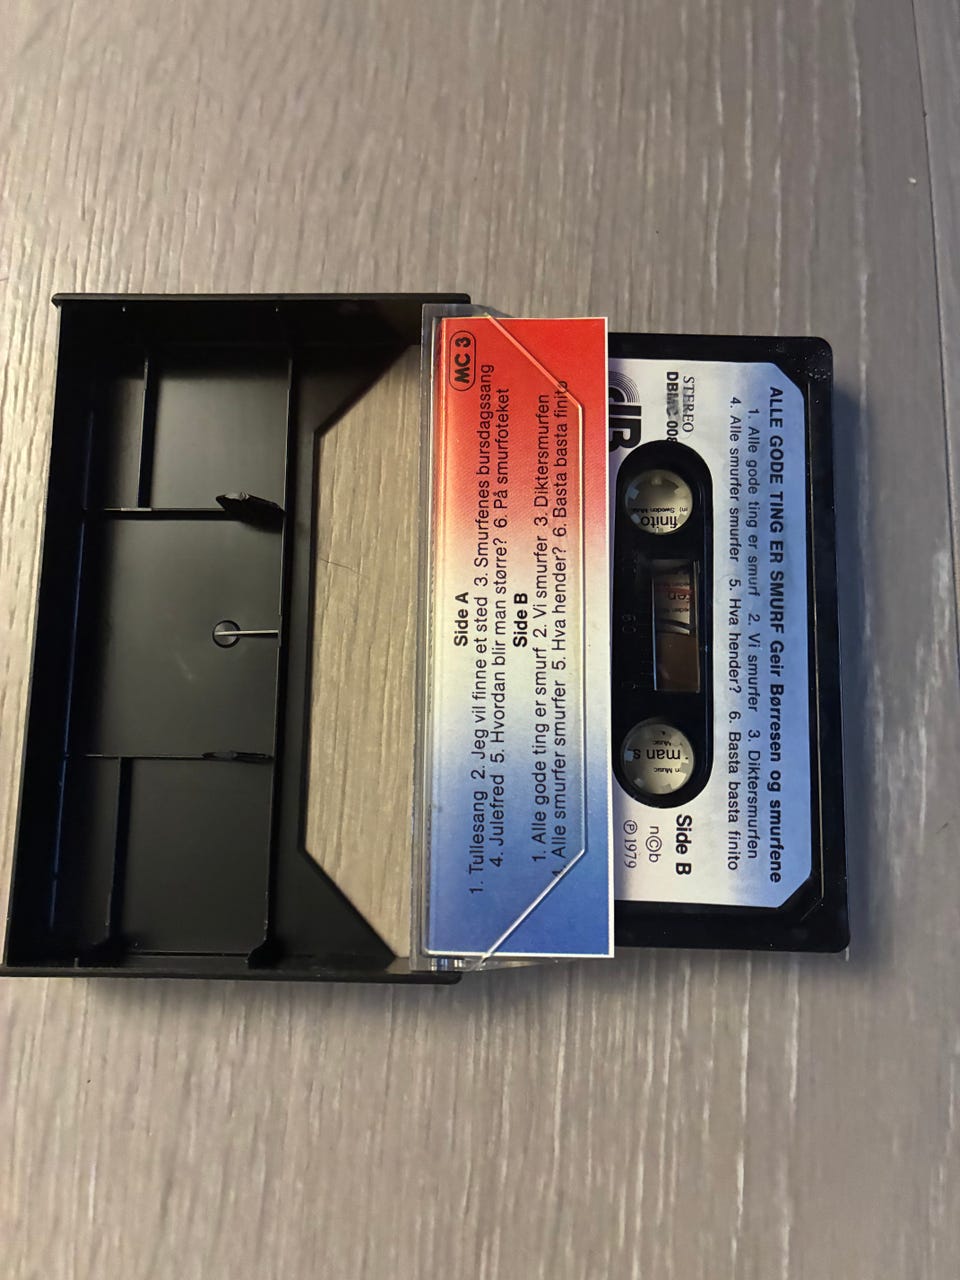 MC 3
Side A
1. Tullesang 2. Jeg vil finne et sted 3. Smurfenes bursdagssang
4. Julefred 5. Hvordan blir man større? 6. På smurfoteket
Side B
1. Alle gode ting er smurf 2. Vi smurfer 3. Diktersmurfen
4. Alle smurfer smurfer 5. Hva hender? 6. Basta basta finito
ALLE GODE TING ER SMURF Geir Børresen og smurfene
1. Alle gode ting er smurf 2. Vi smurfer 3. Diktersmurfen
4. Alle smurfer smurfer 5. Hva hender? 6. Basta basta finito
STEREO
Side B
n©b
℗ 1979
finito
man s